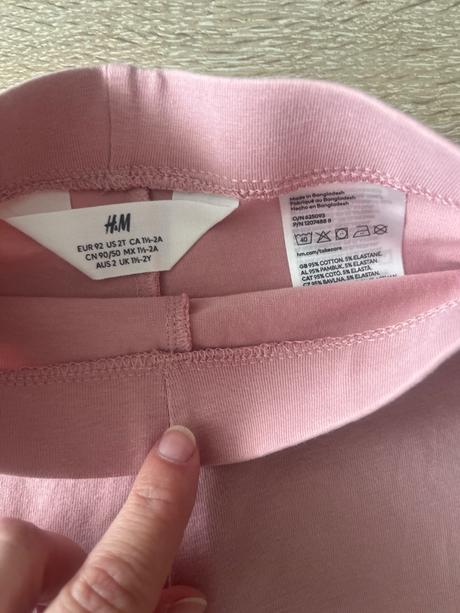 H&M
EUR 92 US 2T CA 1½-2A
CN 90/50 MX 1½-2A
AUS 2 UK 1½-2Y
Made in Bangladesh
Fabriqué au Bangladesh
Hecho en Bangladesh
O/N 625093
P/N 1207488 8
40
hm.com/takecare
GB 95% COTTON, 5% ELASTANE
AL 95% PAMBUK, 5% ELASTAN
CAT 95% COTÓ, 5% ELASTÀ
CZ 95% BAVLNA, 5% ELASTAN